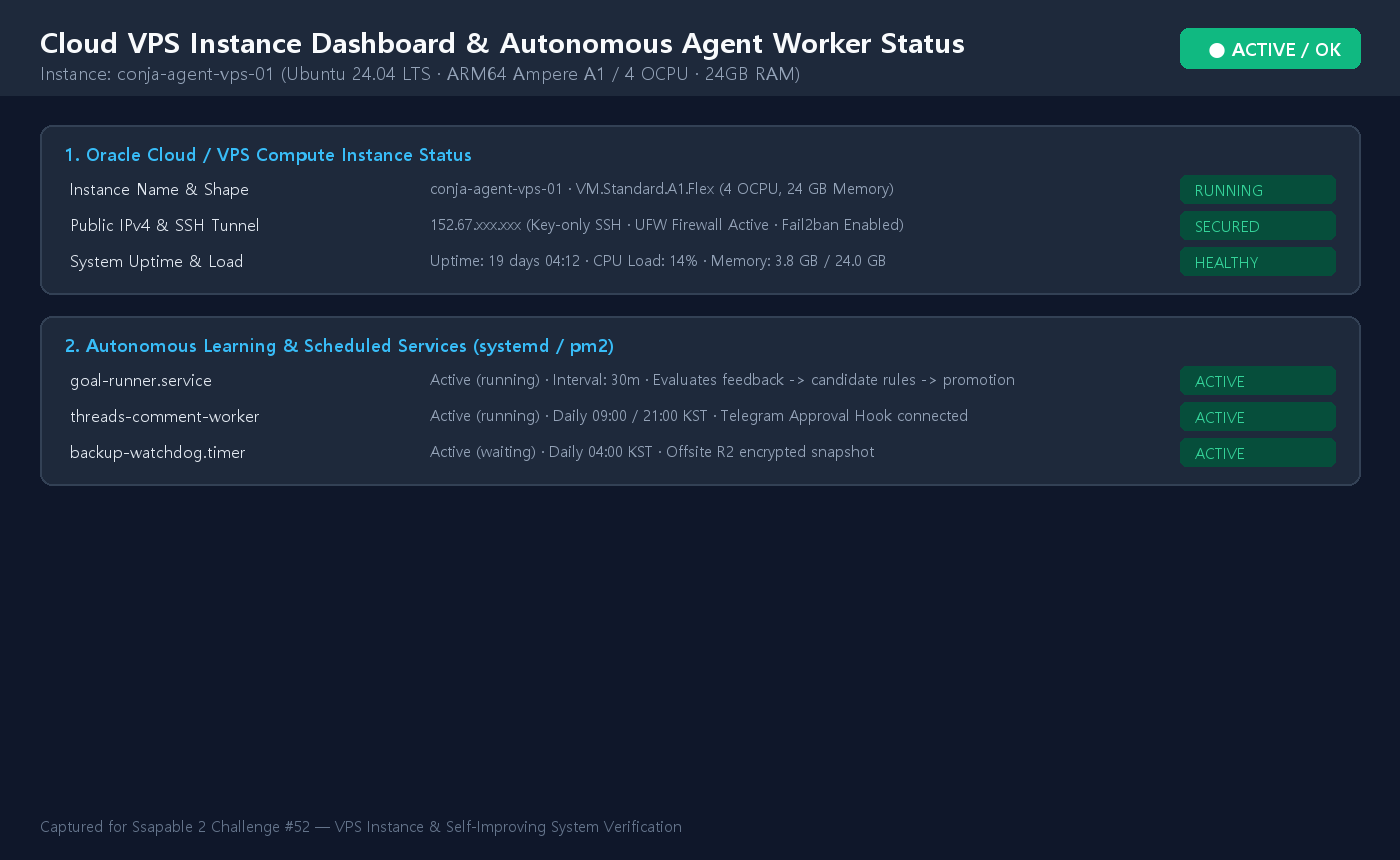 Cloud VPS Instance Dashboard & Autonomous Agent Worker Status
Instance: conja-agent-vps-01 (Ubuntu 24.04 LTS · ARM64 Ampere A1 / 4 OCPU · 24GB RAM)
● ACTIVE / OK
1. Oracle Cloud / VPS Compute Instance Status
Instance Name & Shape conja-agent-vps-01 · VM.Standard.A1.Flex (4 OCPU, 24 GB Memory) RUNNING
Public IPv4 & SSH Tunnel 152.67.xxx.xxx (Key-only SSH · UFW Firewall Active · Fail2ban Enabled) SECURED
System Uptime & Load Uptime: 19 days 04:12 · CPU Load: 14% · Memory: 3.8 GB / 24.0 GB HEALTHY
2. Autonomous Learning & Scheduled Services (systemd / pm2)
goal-runner.service Active (running) · Interval: 30m · Evaluates feedback -> candidate rules -> promotion ACTIVE
threads-comment-worker Active (running) · Daily 09:00 / 21:00 KST · Telegram Approval Hook connected ACTIVE
backup-watchdog.timer Active (waiting) · Daily 04:00 KST · Offsite R2 encrypted snapshot ACTIVE
Captured for Ssapable 2 Challenge #52 — VPS Instance & Self-Improving System Verification